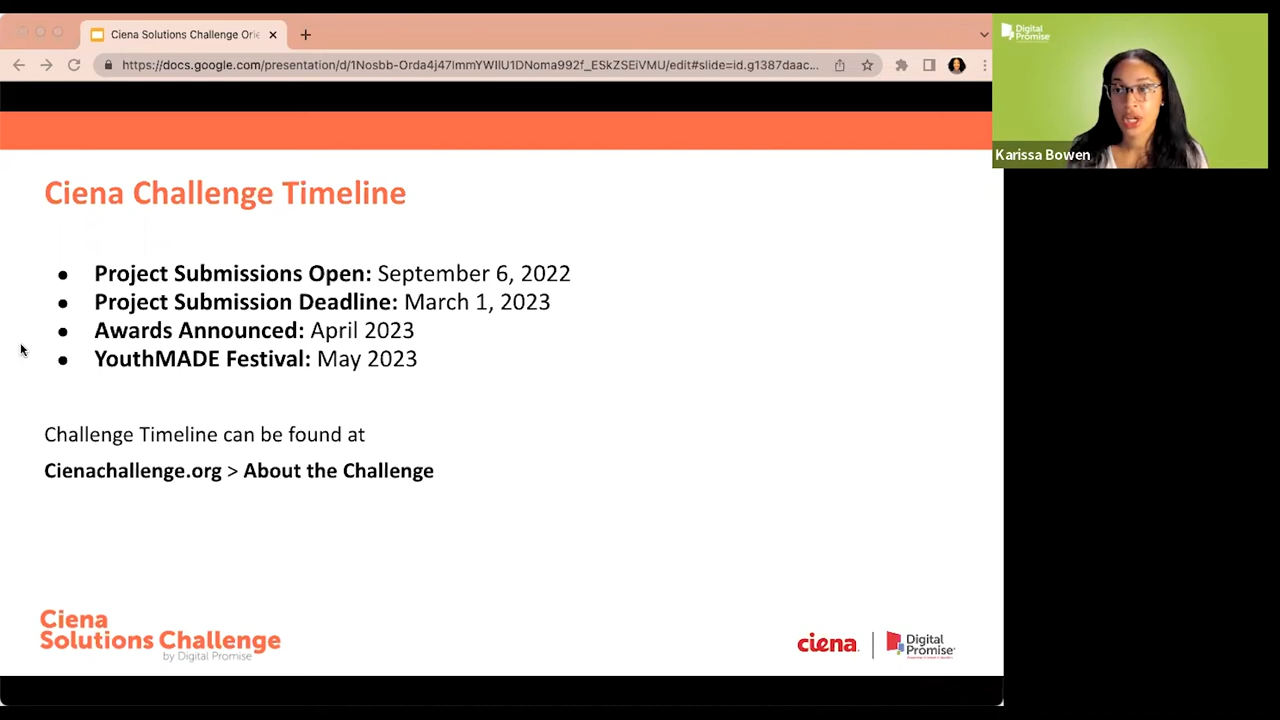 Ciena Solutions Challenge Orie
https://docs.google.com/presentation/d/1Nosbb-Orda4j47lmmYWIlU1DNoma992f_ESkZSEiVMU/edit#slide=id.g1387daac...
Digital
Promise
Karissa Bowen
Ciena Challenge Timeline
● Project Submissions Open: September 6, 2022
● Project Submission Deadline: March 1, 2023
● Awards Announced: April 2023
● YouthMADE Festival: May 2023
Challenge Timeline can be found at
Cienachallenge.org > About the Challenge
Ciena
Solutions Challenge
by Digital Promise
ciena
Digital
Promise